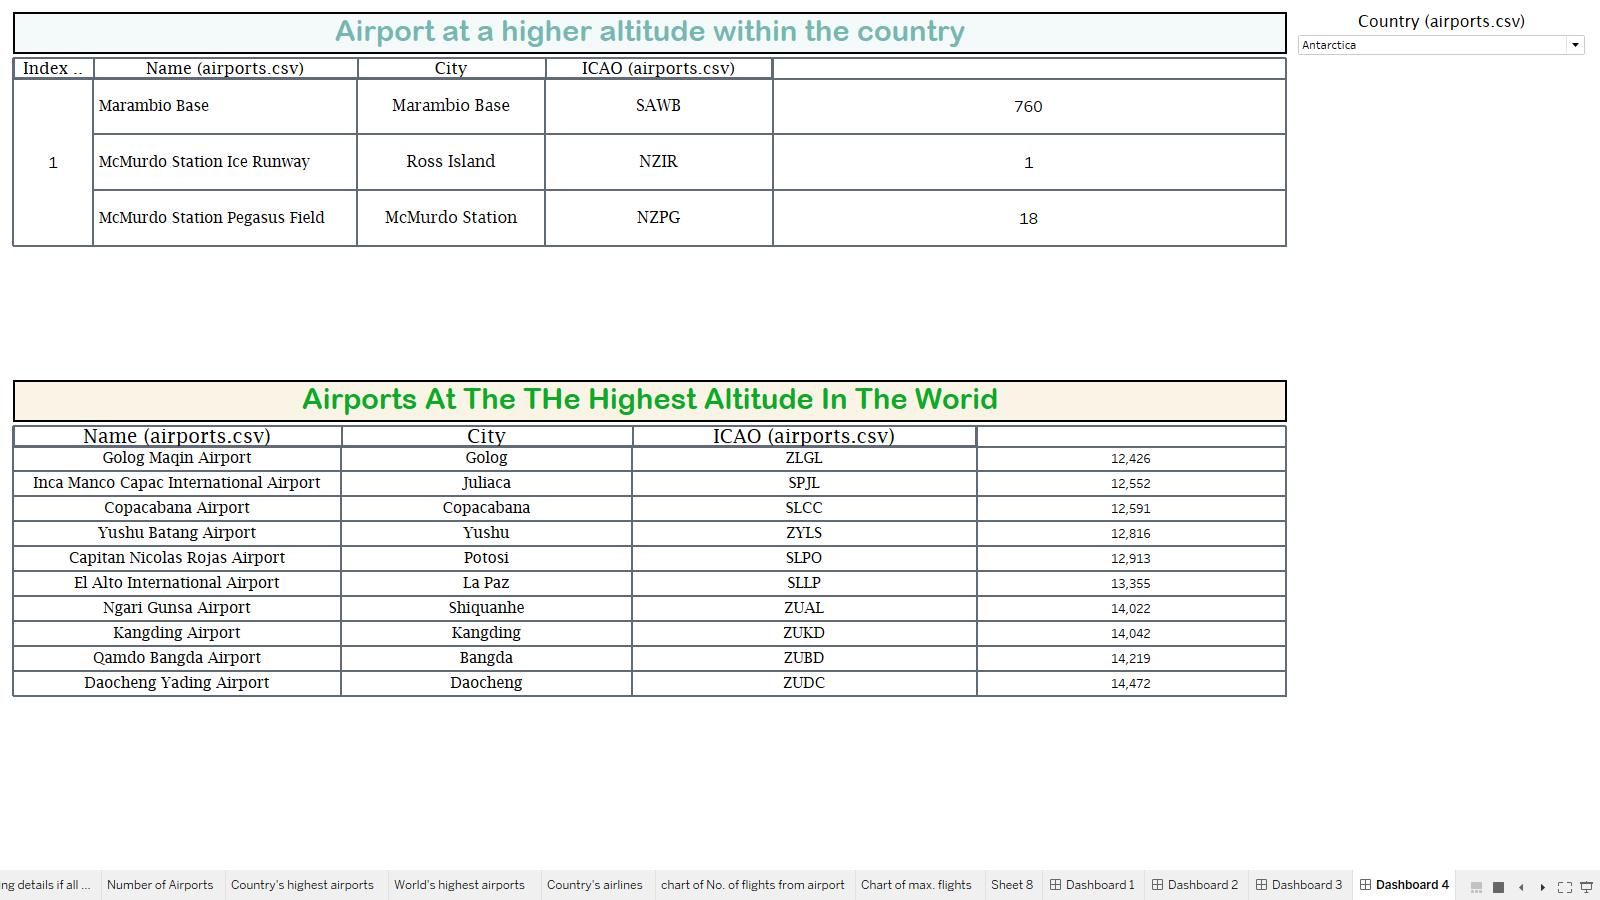 Airport at a higher altitude within the country
Country (airports.csv)
Antarctica
Index .. Name (airports.csv) City ICAO (airports.csv)
1
Marambio Base Marambio Base SAWB 760
McMurdo Station Ice Runway Ross Island NZIR 1
McMurdo Station Pegasus Field McMurdo Station NZPG 18
Airports At The THe Highest Altitude In The Worid
Name (airports.csv) City ICAO (airports.csv)
Golog Maqin Airport Golog ZLGL 12,426
Inca Manco Capac International Airport Juliaca SPJL 12,552
Copacabana Airport Copacabana SLCC 12,591
Yushu Batang Airport Yushu ZYLS 12,816
Capitan Nicolas Rojas Airport Potosi SLPO 12,913
El Alto International Airport La Paz SLLP 13,355
Ngari Gunsa Airport Shiquanhe ZUAL 14,022
Kangding Airport Kangding ZUKD 14,042
Qamdo Bangda Airport Bangda ZUBD 14,219
Daocheng Yading Airport Daocheng ZUDC 14,472
ng details if all ... Number of Airports Country's highest airports World's highest airports Country's airlines chart of No. of flights from airport Chart of max. flights Sheet 8 Dashboard 1 Dashboard 2 Dashboard 3 Dashboard 4